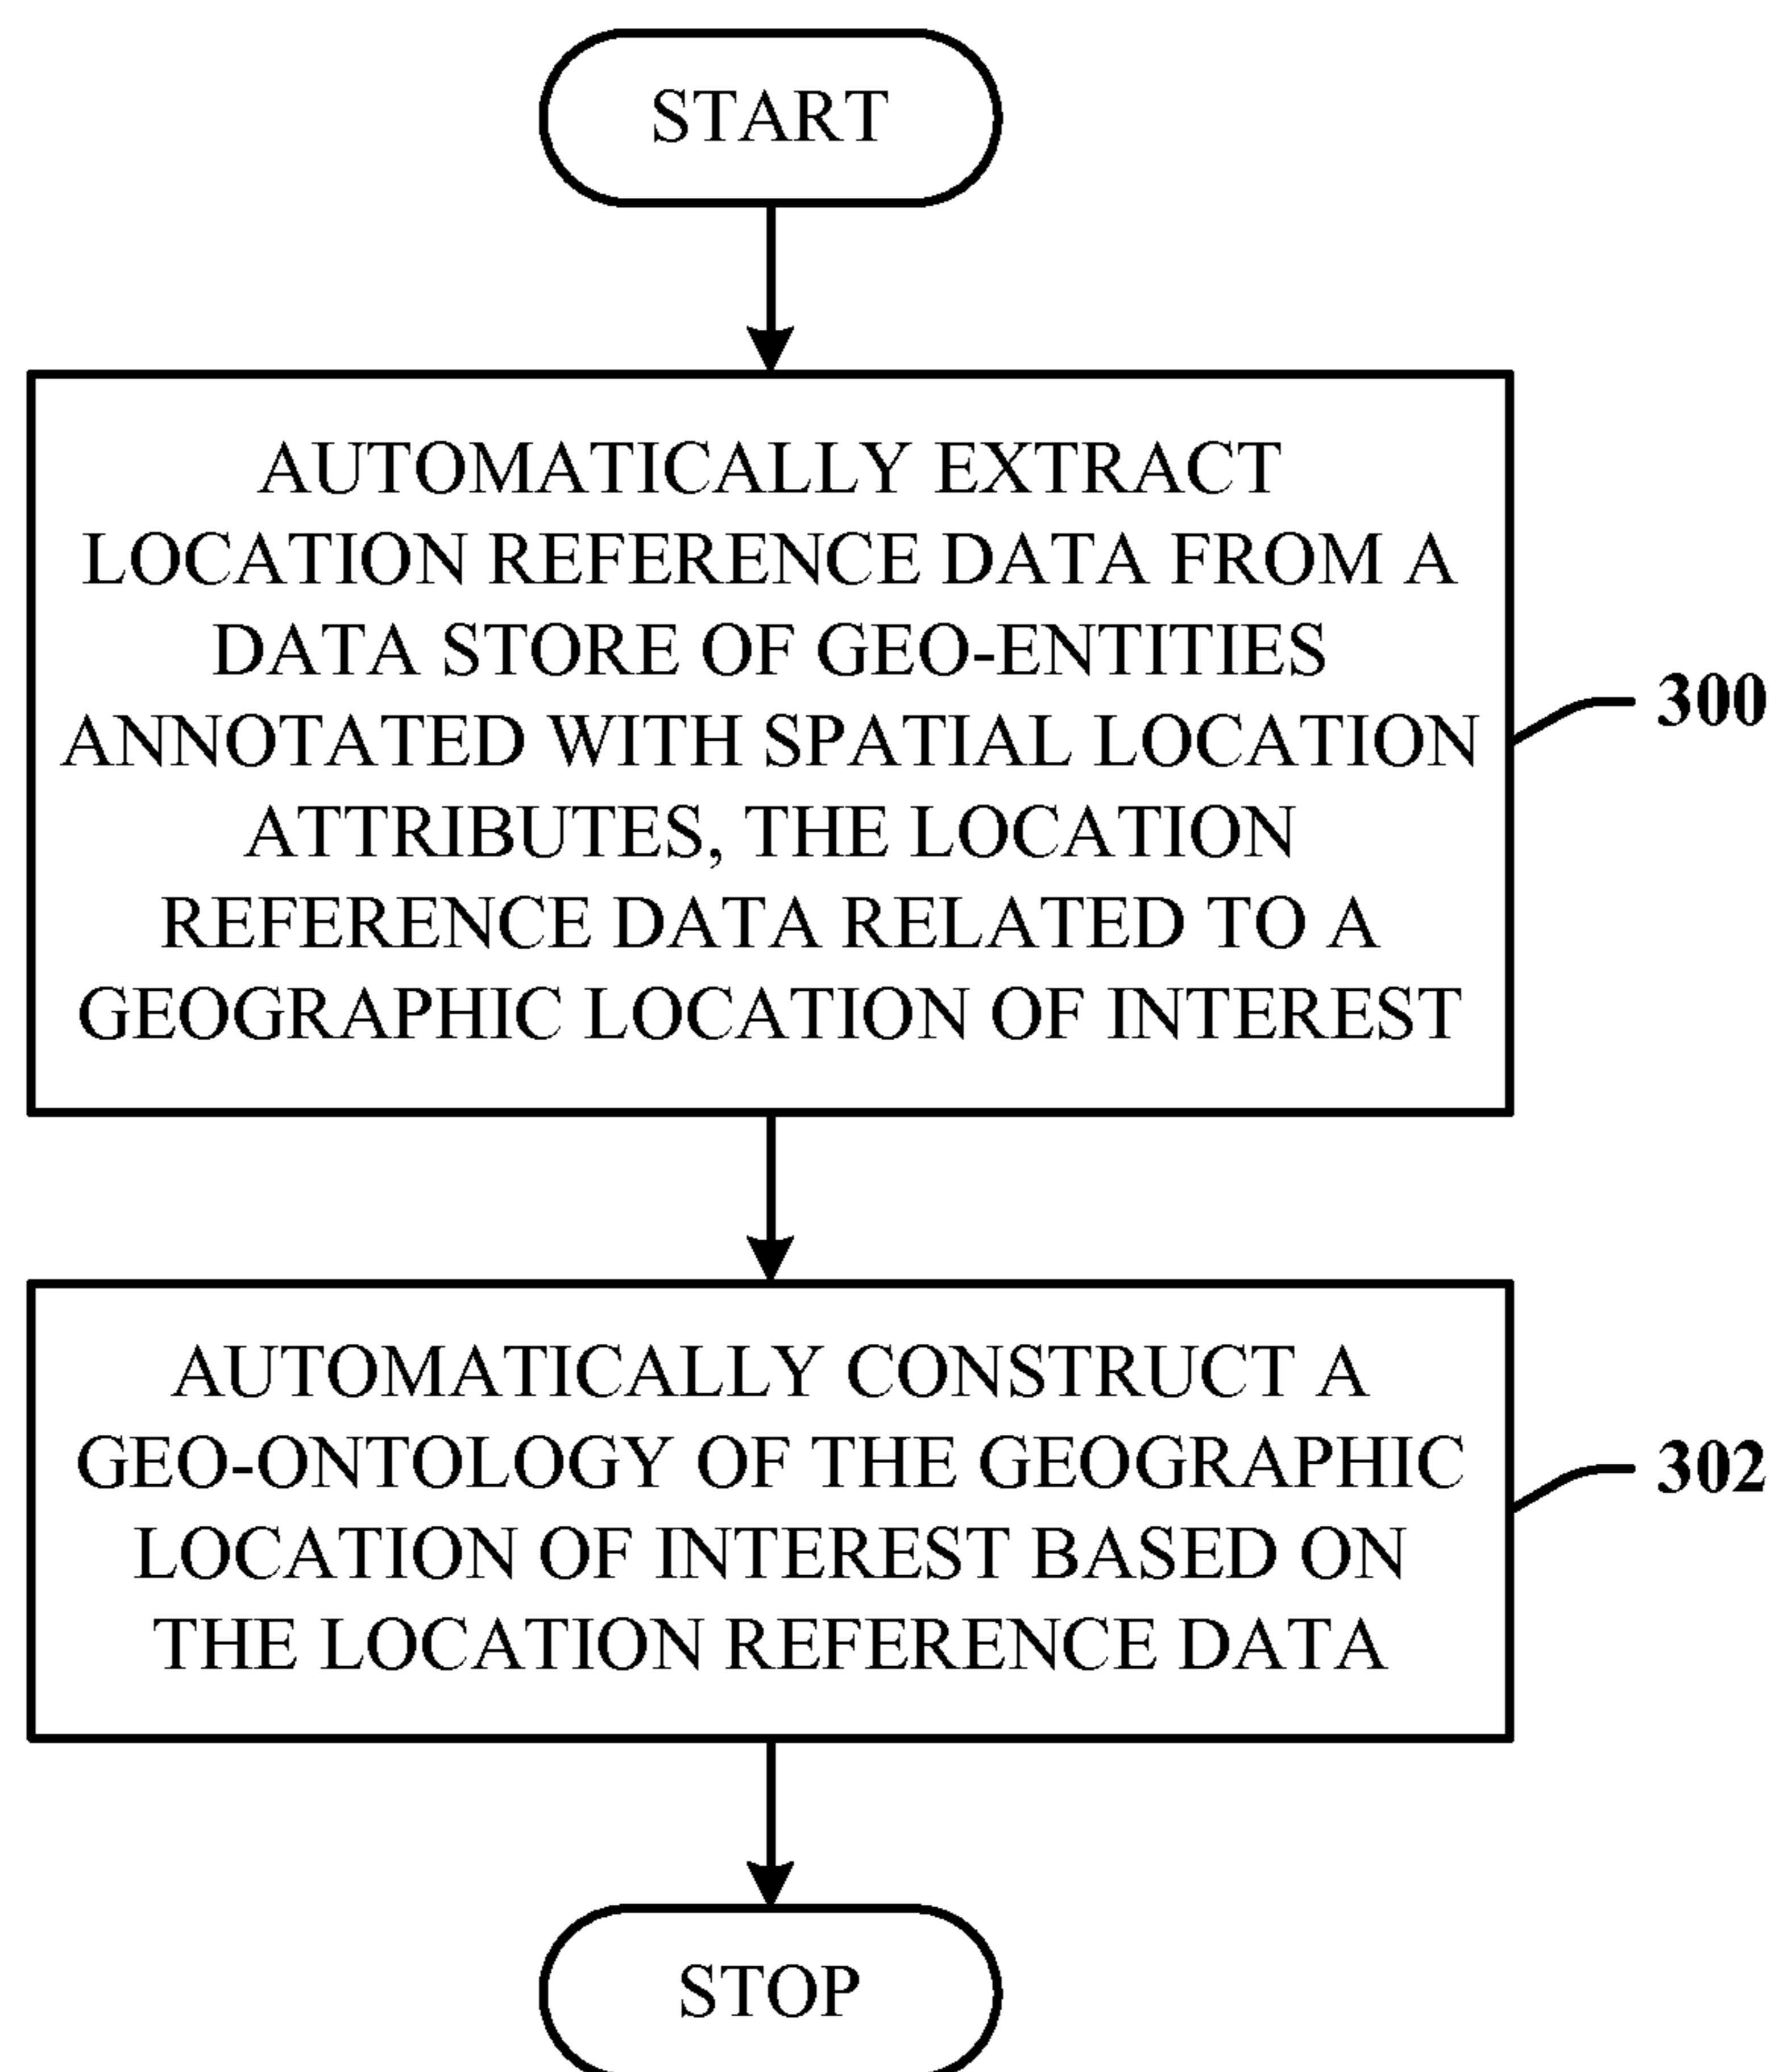 START
AUTOMATICALLY EXTRACT
LOCATION REFERENCE DATA FROM A
DATA STORE OF GEO-ENTITIES
ANNOTATED WITH SPATIAL LOCATION
ATTRIBUTES, THE LOCATION
REFERENCE DATA RELATED TO A
GEOGRAPHIC LOCATION OF INTEREST
300
AUTOMATICALLY CONSTRUCT A
GEO-ONTOLOGY OF THE GEOGRAPHIC
LOCATION OF INTEREST BASED ON
THE LOCATION REFERENCE DATA
302
STOP